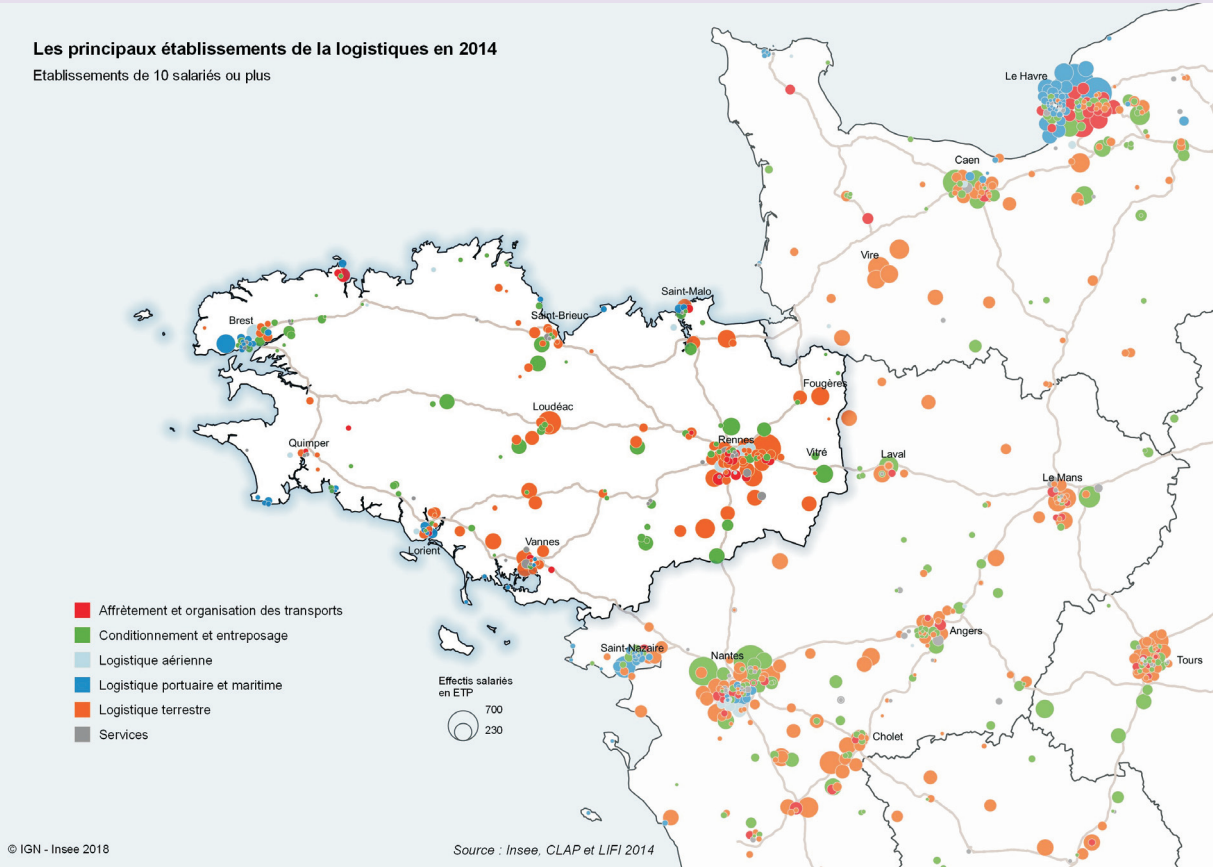 Les principaux établissements de la logistiques en 2014
Etablissements de 10 salariés ou plus
Le Havre
Caen
Vire
Saint-Malo
Brest
Saint-Brieuc
Fougères
Loudéac
Rennes
Quimper
Vitré
Laval
Le Mans
Lorient
Vannes
Affrètement et organisation des transports
Conditionnement et entreposage
Logistique aérienne
Logistique portuaire et maritime
Logistique terrestre
Services
Effectis salariés
en ETP
700
230
Saint-Nazaire
Nantes
Angers
Tours
Cholet
© IGN - Insee 2018
Source : Insee, CLAP et LIFI 2014